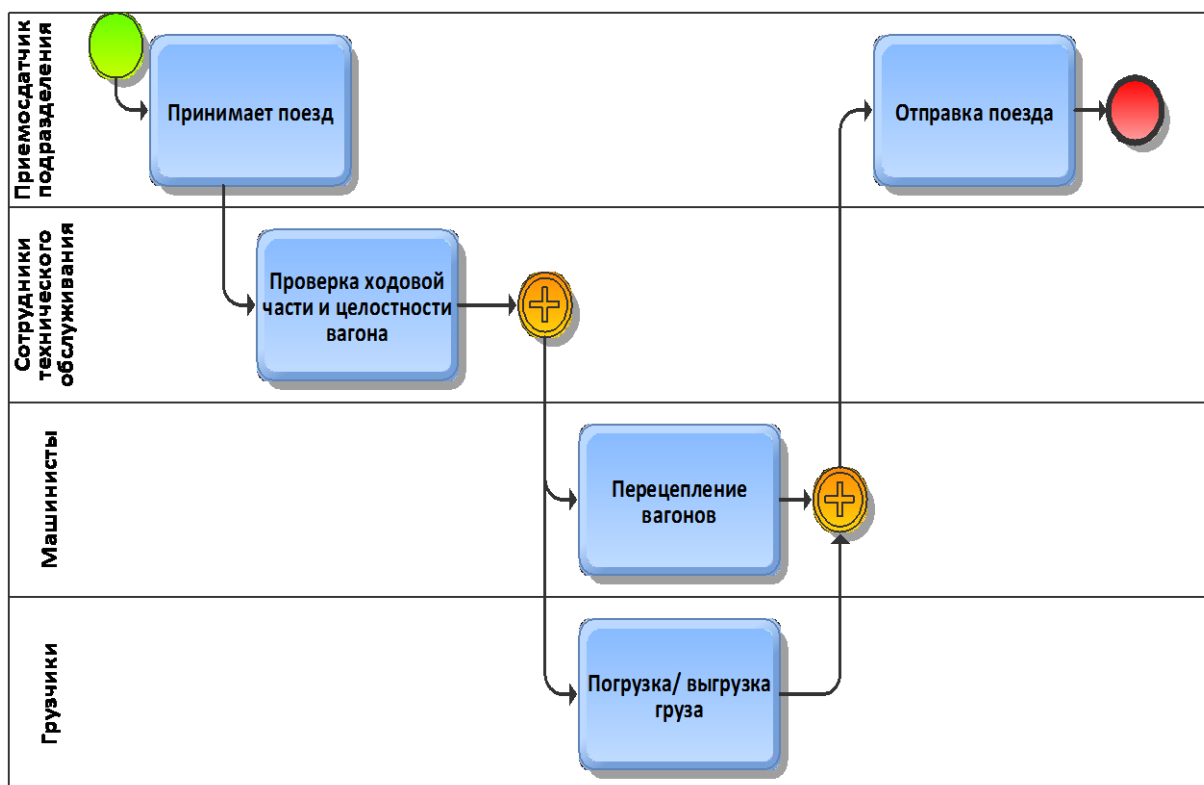 Приемосдатчик
подразделения
Принимает поезд
Отправка поезда
Сотрудники
технического
обслуживания
Проверка ходовой
части и целостности
вагона
Машинисты
Перецепление
вагонов
Грузчики
Погрузка/ выгрузка
груза